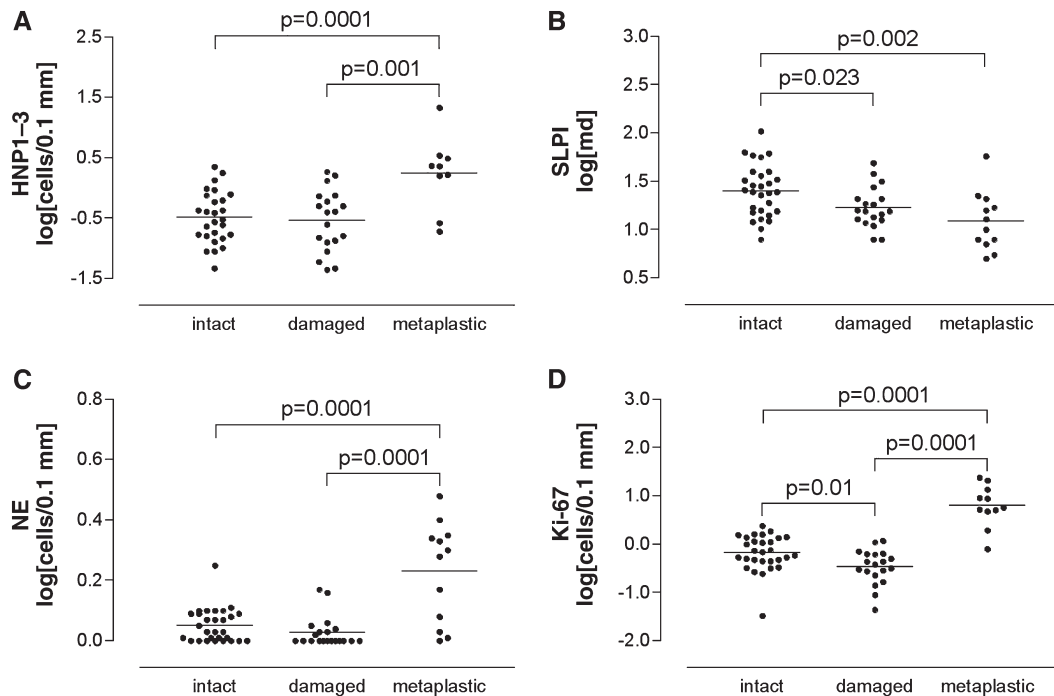 A
HNP1–3
log[cells/0.1 mm]
2.5
1.5
0.5
-0.5
-1.5
p=0.0001
p=0.001
intact damaged metaplastic
B
SLPI
log[md]
3.0
2.5
2.0
1.5
1.0
0.5
p=0.002
p=0.023
intact damaged metaplastic
C
NE
log[cells/0.1 mm]
0.8
0.6
0.4
0.2
0.0
p=0.0001
p=0.0001
intact damaged metaplastic
D
Ki-67
log[cells/0.1 mm]
3.0
2.0
1.0
0.0
-1.0
-2.0
p=0.0001
p=0.0001
p=0.01
intact damaged metaplastic